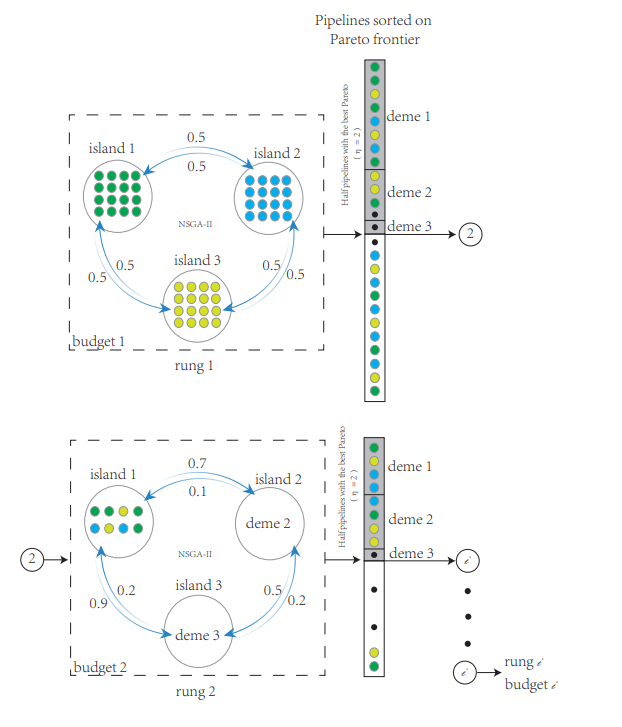 Pipelines sorted on
Pareto frontier
Half pipelines with the best Pareto
( η = 2 )
deme 1
deme 2
deme 3
2
island 1
0.5
0.5
island 2
NSGA-II
island 3
0.5
0.5
0.5
0.5
budget 1
rung 1
Half pipelines with the best Pareto
( η = 2 )
deme 1
deme 2
deme 3
i
island 1
0.7
0.1
island 2
deme 2
NSGA-II
2
island 3
0.2
0.9
0.5
0.2
deme 3
budget 2
rung 2
i
rung i
budget i